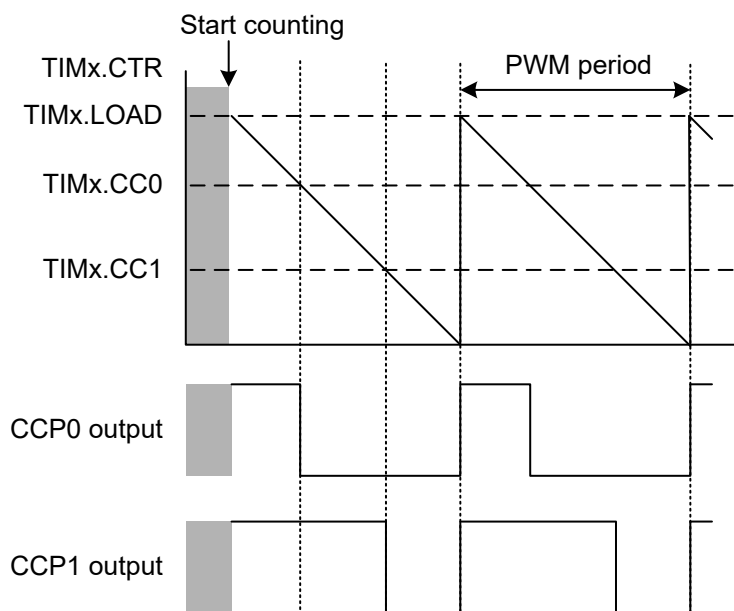 Start counting
TIMx.CTR
PWM period
TIMx.LOAD
TIMx.CC0
TIMx.CC1
CCP0 output
CCP1 output